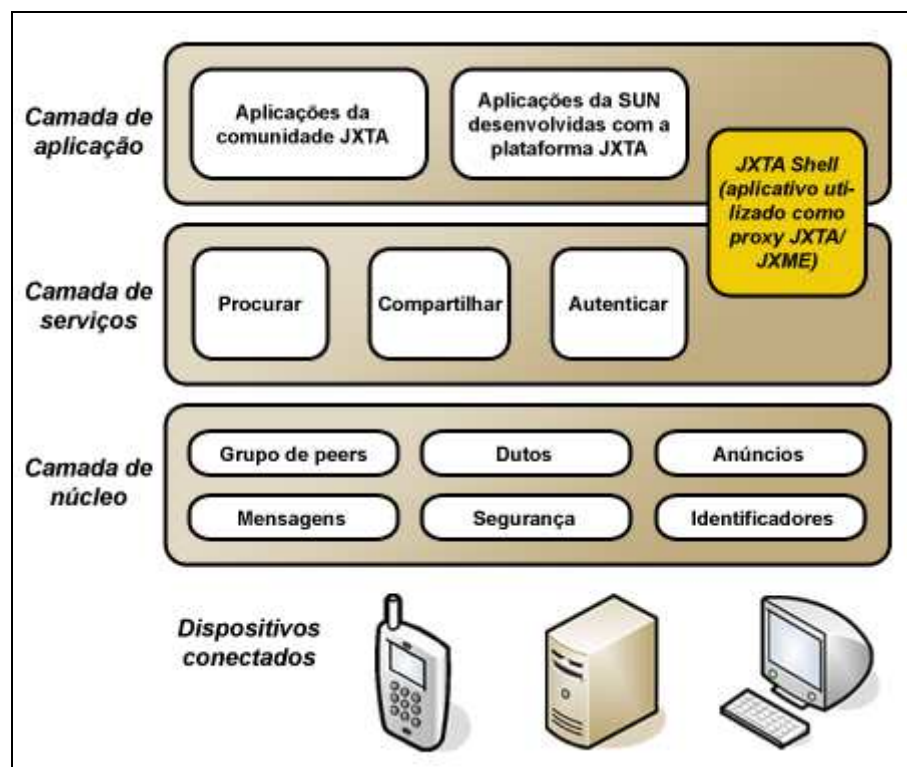 Camada de
aplicação
Aplicações da
comunidade JXTA
Aplicações da SUN
desenvolvidas com a
plataforma JXTA
JXTA Shell
(aplicativo uti-
lizado como
proxy JXTA/
JXME)
Camada de
serviços
Procurar
Compartilhar
Autenticar
Camada de
núcleo
Grupo de peers
Dutos
Anúncios
Mensagens
Segurança
Identificadores
Dispositivos
conectados